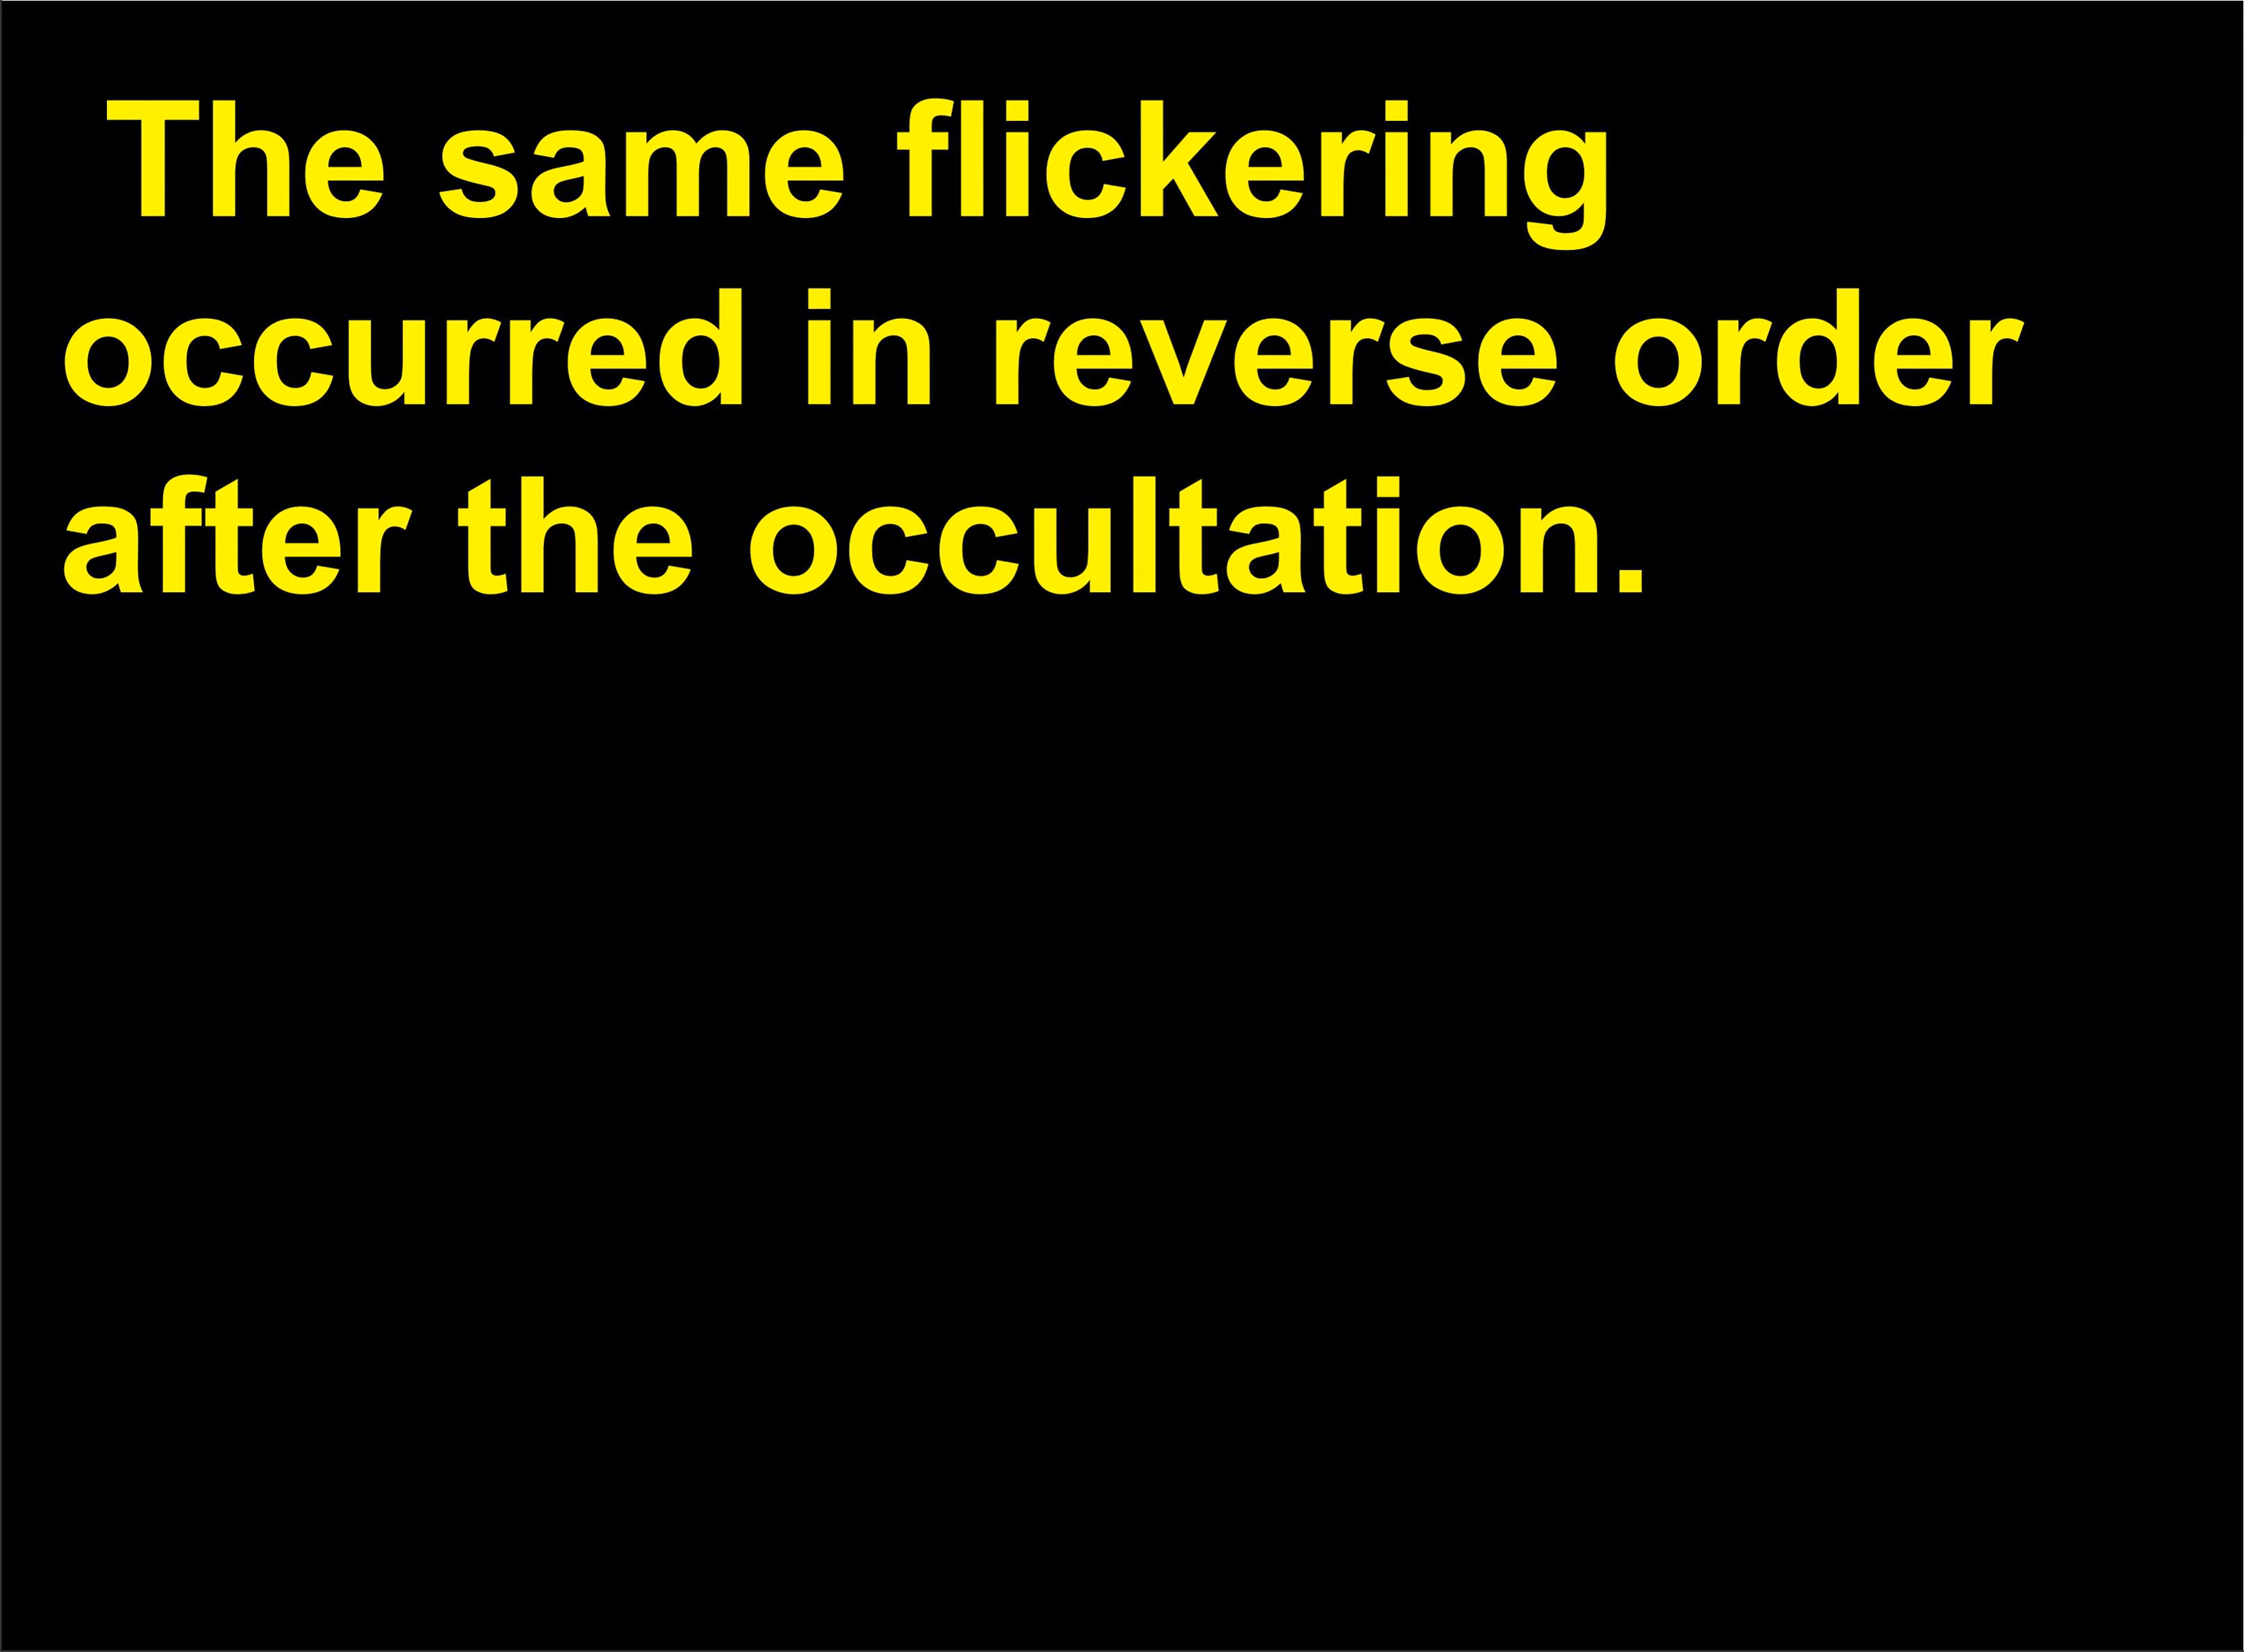 The same flickering
occurred in reverse order
after the occultation.